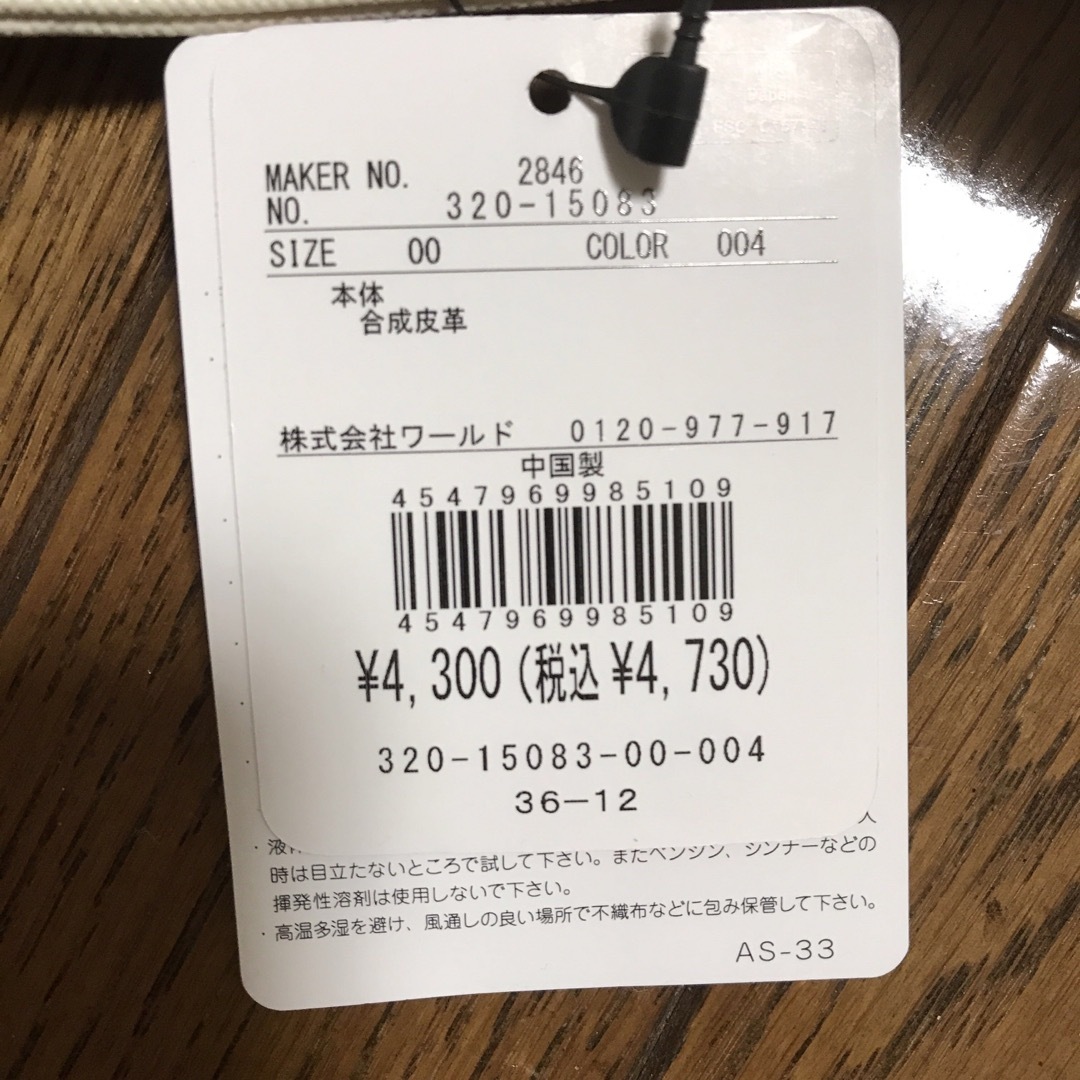 MAKER NO. 2846
NO. 320-15083
SIZE 00 COLOR 004
本体
合成皮革
株式会社ワールド 0120-977-917
中国製
4547969985109
4547969985109
¥4,300(税込¥4,730)
320-15083-00-004
36-12
時は目立たないところで試して下さい。またベンジン、シンナーなどの
揮発性溶剤は使用しないで下さい。
・高温多湿を避け、風通しの良い場所で不織布などに包み保管して下さい。
AS-33